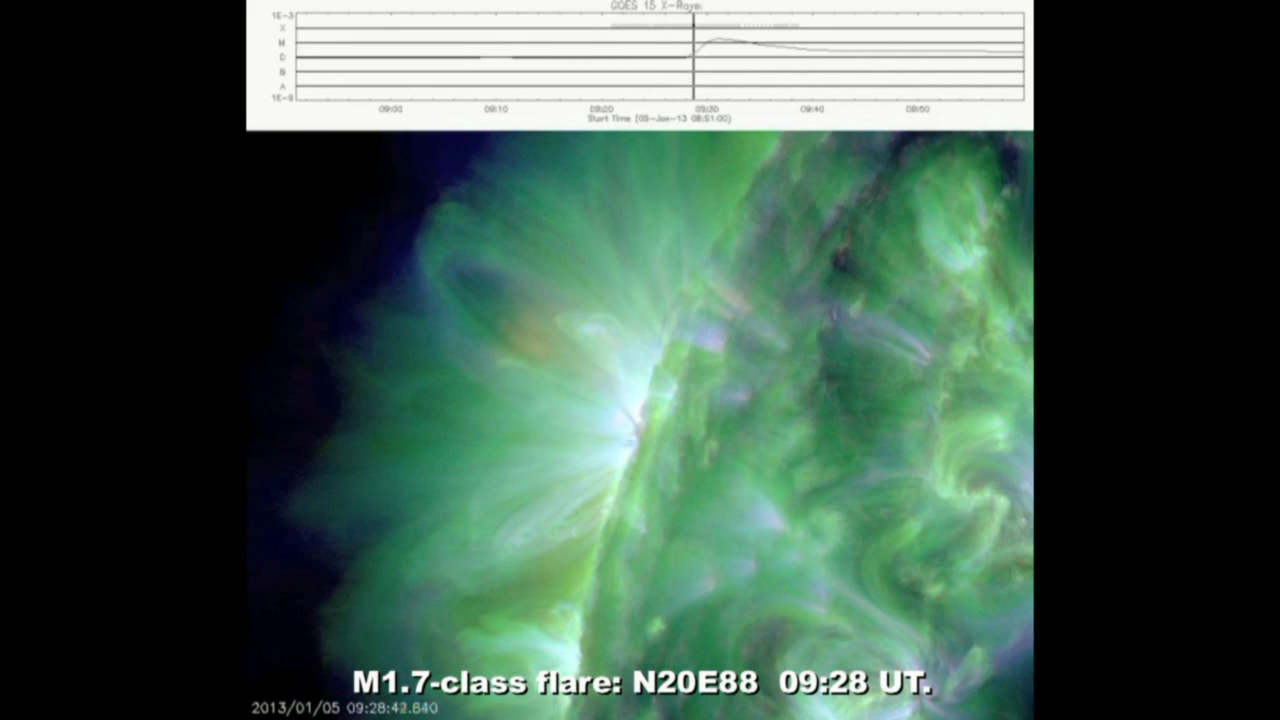 GOES 15 X-Rays:
1E-3
X
M
C
B
A
1E-9
09:00 09:10 09:20 09:30 09:40 09:50
Start Time (05-Jan-13 08:51:00)
M1.7-class flare: N20E88 09:28 UT.
2013/01/05 09:28:42.840